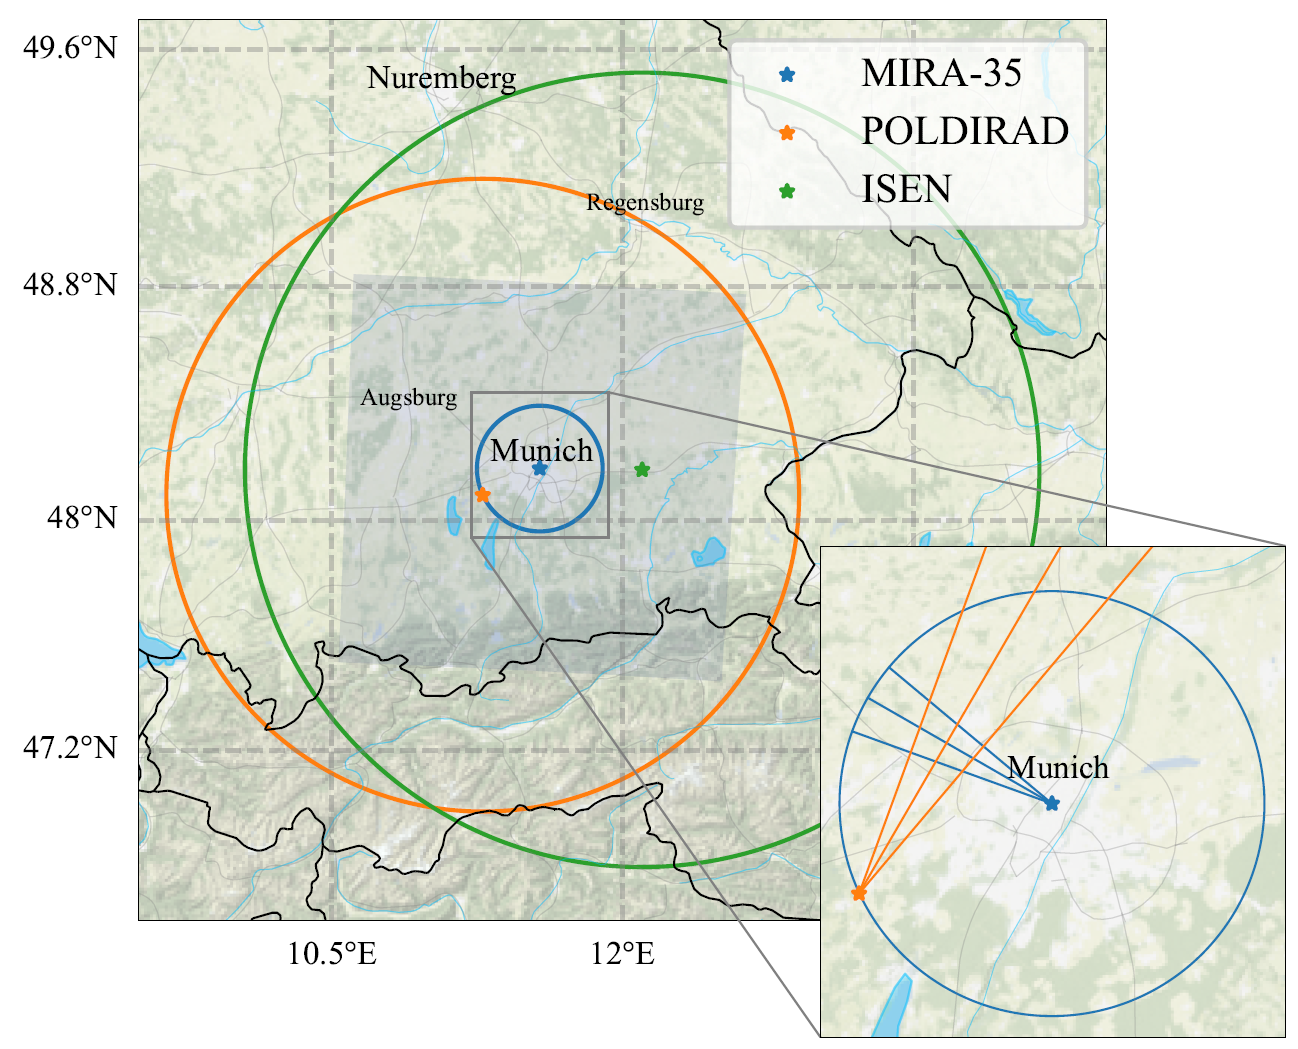 49.6°N
Nuremberg
MIRA-35
POLDIRAD
ISEN
Regensburg
48.8°N
Augsburg
Munich
48°N
47.2°N
Munich
10.5°E
12°E